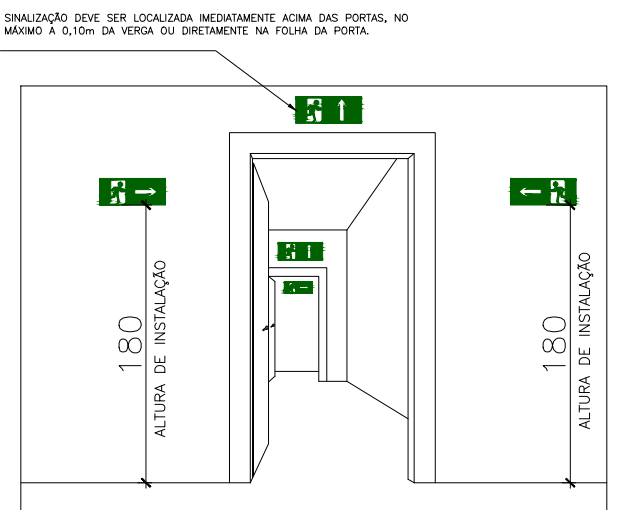 SINALIZAÇÃO DEVE SER LOCALIZADA IMEDIATAMENTE ACIMA DAS PORTAS, NO
MÁXIMO A 0,10m DA VERGA OU DIRETAMENTE NA FOLHA DA PORTA.
180
ALTURA DE INSTALAÇÃO
180
ALTURA DE INSTALAÇÃO